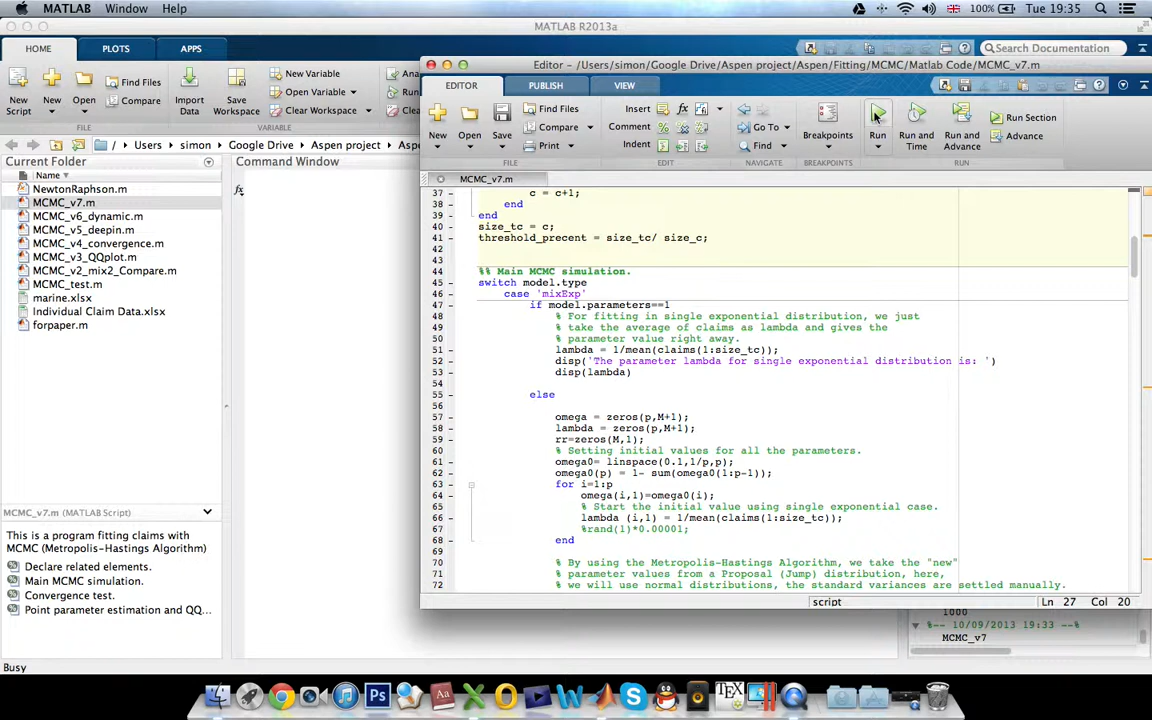 MATLAB Window Help
100% Tue 19:35
MATLAB R2013a
HOME PLOTS APPS
Search Documentation
New Script
New
Open
Find Files
Compare
Import Data
Save Workspace
New Variable
Open Variable
Clear Workspace
FILE
VARIABLE
/ Users simon Google Drive Aspen project
Current Folder
Name
NewtonRaphson.m
MCMC_v7.m
MCMC_v6_dynamic.m
MCMC_v5_deepin.m
MCMC_v4_convergence.m
MCMC_v3_QQplot.m
MCMC_v2_mix2_Compare.m
MCMC_test.m
marine.xlsx
Individual Claim Data.xlsx
forpaper.m
MCMC_v7.m (MATLAB Script)
This is a program fitting claims with
MCMC (Metropolis-Hastings Algorithm)
Declare related elements.
Main MCMC simulation.
Convergence test.
Point parameter estimation and QQ...
Busy
Command Window
fx
Editor - /Users/simon/Google Drive/Aspen project/Aspen/Fitting/MCMC/Matlab Code/MCMC_v7.m
EDITOR PUBLISH VIEW
New
Open
Save
Find Files
Compare
Print
Insert
Comment
Indent
fx
Go To
Find
Breakpoints
Run
Run and Time
Run and Advance
Run Section
Advance
FILE EDIT NAVIGATE BREAKPOINTS RUN
MCMC_v7.m
37 c = c+1;
38 end
39 end
40 size_tc = c;
41 threshold_precent = size_tc/ size_c;
42
43
44 %% Main MCMC simulation.
45 switch model.type
46 case 'mixExp'
47 if model.parameters==1
48 % For fitting in single exponential distribution, we just
49 % take the average of claims as lambda and gives the
50 % parameter value right away.
51 lambda = 1/mean(claims(1:size_tc));
52 disp('The parameter lambda for single exponential distribution is: ')
53 disp(lambda)
54
55 else
56
57 omega = zeros(p,M+1);
58 lambda = zeros(p,M+1);
59 rr=zeros(M,1);
60 % Setting initial values for all the parameters.
61 omega0= linspace(0.1,1/p,p);
62 omega0(p) = 1- sum(omega0(1:p-1));
63 for i=1:p
64 omega(i,1)=omega0(i);
65 % Start the initial value using single exponential case.
66 lambda (i,1) = 1/mean(claims(1:size_tc));
67 %rand(1)*0.00001;
68 end
69
70 % By using the Metropolis-Hastings Algorithm, we take the "new"
71 % parameter values from a Proposal (Jump) distribution, here,
72 % we will use normal distributions, the standard variances are settled manually.
script Ln 27 Col 20
1000
%-- 10/09/2013 19:33 --%
MCMC_v7